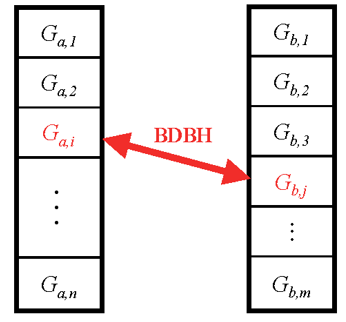 G_{a,1}
G_{a,2}
G_{a,i}
⋮
G_{a,n}
BDBH
G_{b,1}
G_{b,2}
G_{b,3}
G_{b,j}
⋮
G_{b,m}